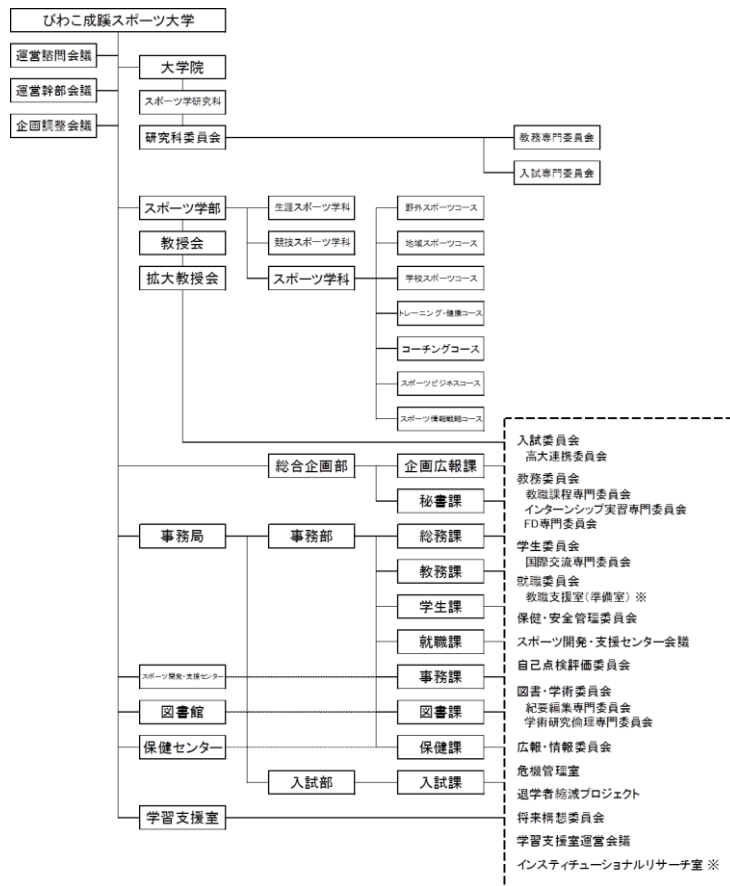 びわこ成蹊スポーツ大学
運営諮問会議
運営幹部会議
企画調整会議
大学院
スポーツ学研究科
研究科委員会
教務専門委員会
入試専門委員会
スポーツ学部
教授会
拡大教授会
生涯スポーツ学科
競技スポーツ学科
スポーツ学科
野外スポーツコース
地域スポーツコース
学校スポーツコース
トレーニング・健康コース
コーチングコース
スポーツビジネスコース
スポーツ情報戦略コース
総合企画部
企画広報課
秘書課
事務局
事務部
総務課
教務課
学生課
就職課
スポーツ開発・支援センター
事務課
図書館
図書課
保健センター
保健課
入試部
入試課
学習支援室
入試委員会
高大連携委員会
教務委員会
教職課程専門委員会
インターンシップ実習専門委員会
FD専門委員会
学生委員会
国際交流専門委員会
就職委員会
教職支援室(準備室) ※
保健・安全管理委員会
スポーツ開発・支援センター会議
自己点検評価委員会
図書・学術委員会
紀要編集専門委員会
学術研究倫理専門委員会
広報・情報委員会
危機管理室
退学者縮減プロジェクト
将来構想委員会
学習支援室運営会議
インスティチューショナルリサーチ室 ※